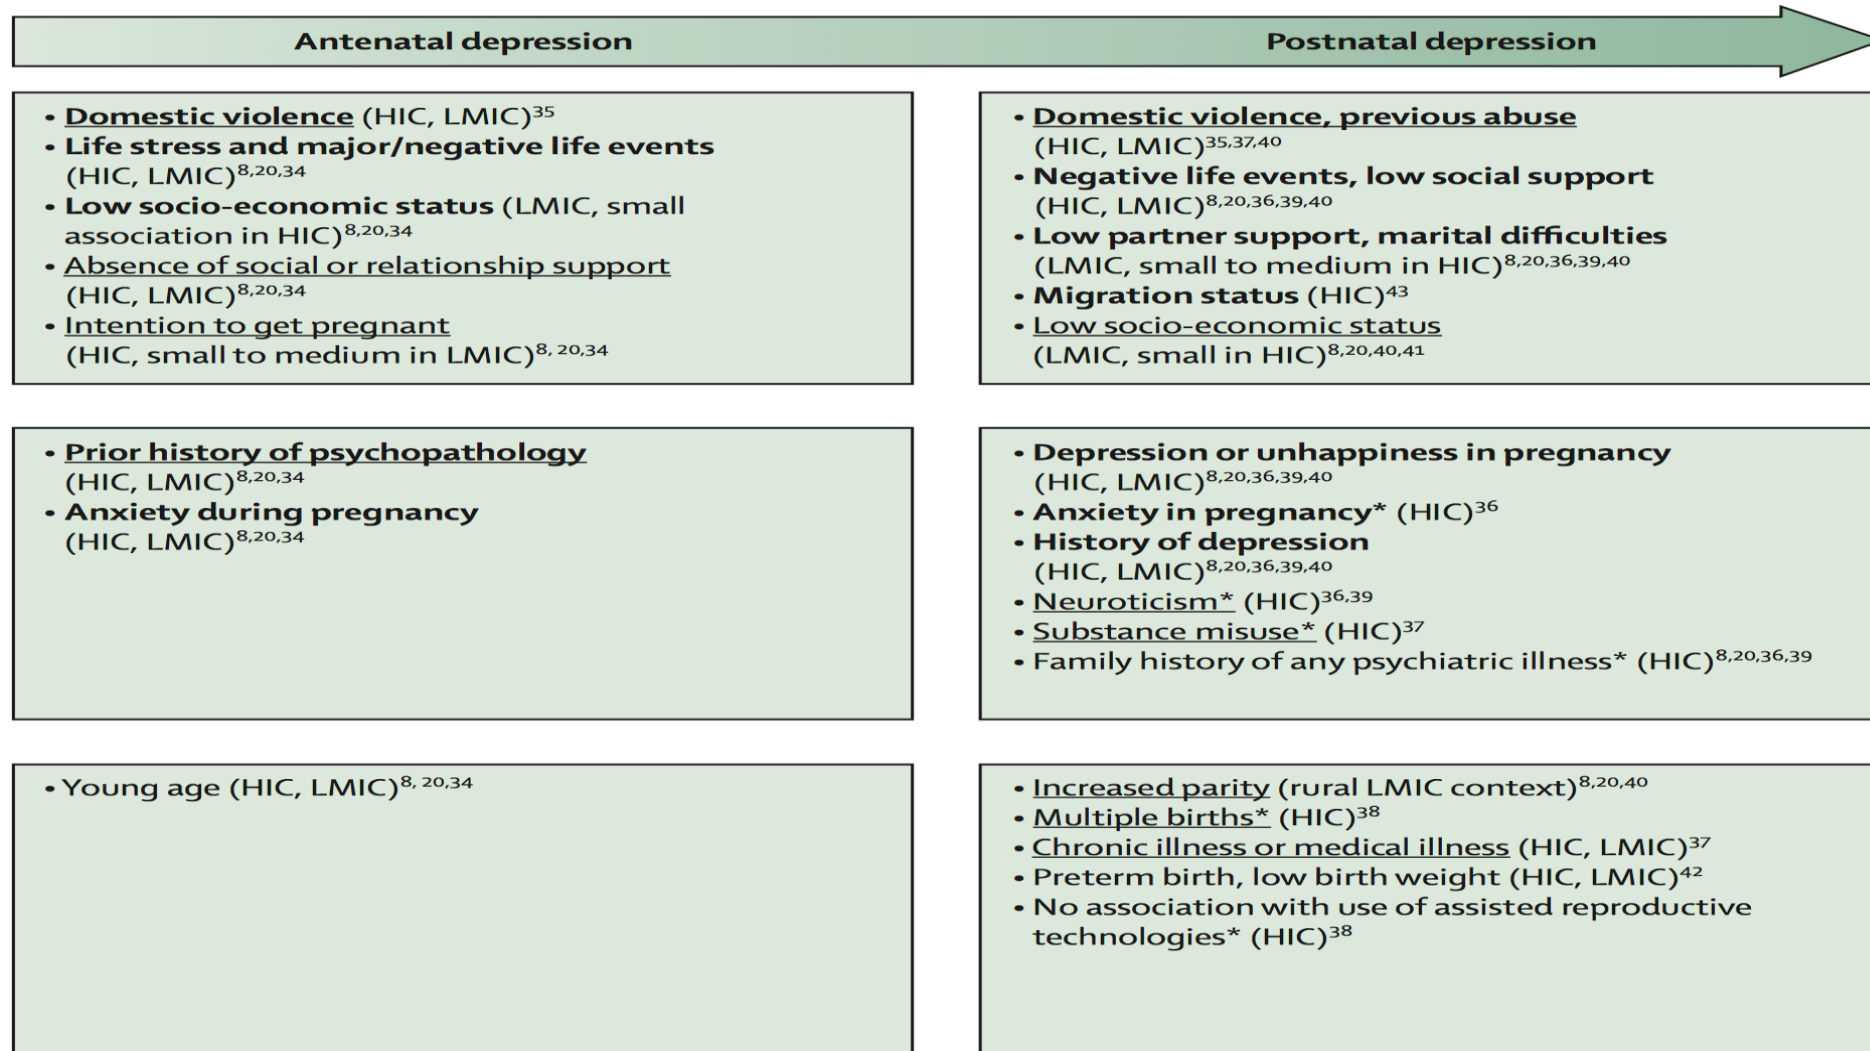 Antenatal depression
Postnatal depression
• Domestic violence (HIC, LMIC)35
• Life stress and major/negative life events
(HIC, LMIC)8,20,34
• Low socio-economic status (LMIC, small
association in HIC)8,20,34
• Absence of social or relationship support
(HIC, LMIC)8,20,34
• Intention to get pregnant
(HIC, small to medium in LMIC)8, 20,34
• Domestic violence, previous abuse
(HIC, LMIC)35,37,40
• Negative life events, low social support
(HIC, LMIC)8,20,36,39,40
• Low partner support, marital difficulties
(LMIC, small to medium in HIC)8,20,36,39,40
• Migration status (HIC)43
• Low socio-economic status
(LMIC, small in HIC)8,20,40,41
• Prior history of psychopathology
(HIC, LMIC)8,20,34
• Anxiety during pregnancy
(HIC, LMIC)8,20,34
• Depression or unhappiness in pregnancy
(HIC, LMIC)8,20,36,39,40
• Anxiety in pregnancy* (HIC)36
• History of depression
(HIC, LMIC)8,20,36,39,40
• Neuroticism* (HIC)36,39
• Substance misuse* (HIC)37
• Family history of any psychiatric illness* (HIC)8,20,36,39
• Young age (HIC, LMIC)8, 20,34
• Increased parity (rural LMIC context)8,20,40
• Multiple births* (HIC)38
• Chronic illness or medical illness (HIC, LMIC)37
• Preterm birth, low birth weight (HIC, LMIC)42
• No association with use of assisted reproductive
technologies* (HIC)38